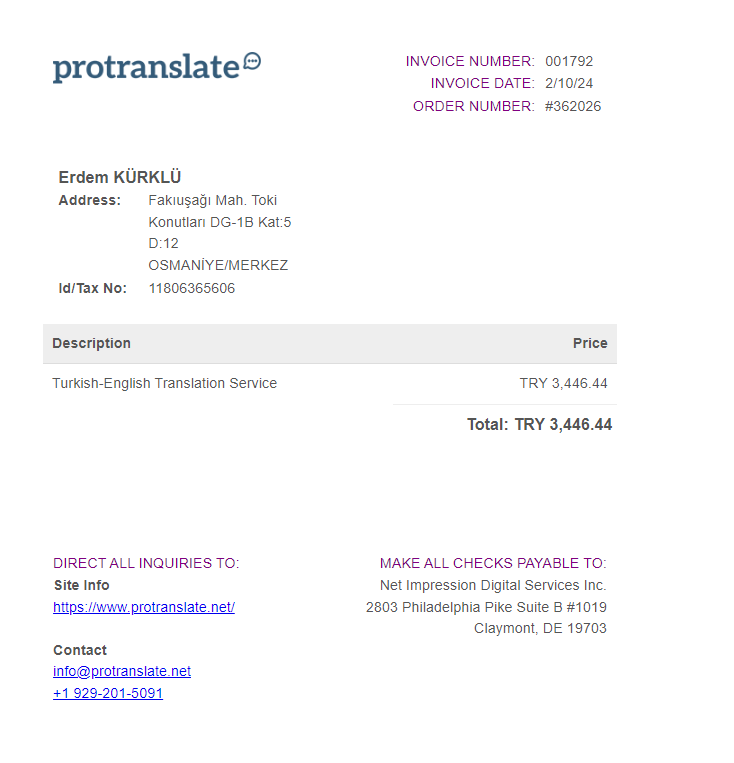 protranslate
INVOICE NUMBER: 001792
INVOICE DATE: 2/10/24
ORDER NUMBER: #362026
Erdem KÜRKLÜ
Address: Fakıuşağı Mah. Toki
Konutları DG-1B Kat:5
D:12
OSMANİYE/MERKEZ
Id/Tax No: 11806365606
Description Price
Turkish-English Translation Service TRY 3,446.44
Total: TRY 3,446.44
DIRECT ALL INQUIRIES TO:
Site Info
https://www.protranslate.net/
Contact
info@protranslate.net
+1 929-201-5091
MAKE ALL CHECKS PAYABLE TO:
Net Impression Digital Services Inc.
2803 Philadelphia Pike Suite B #1019
Claymont, DE 19703